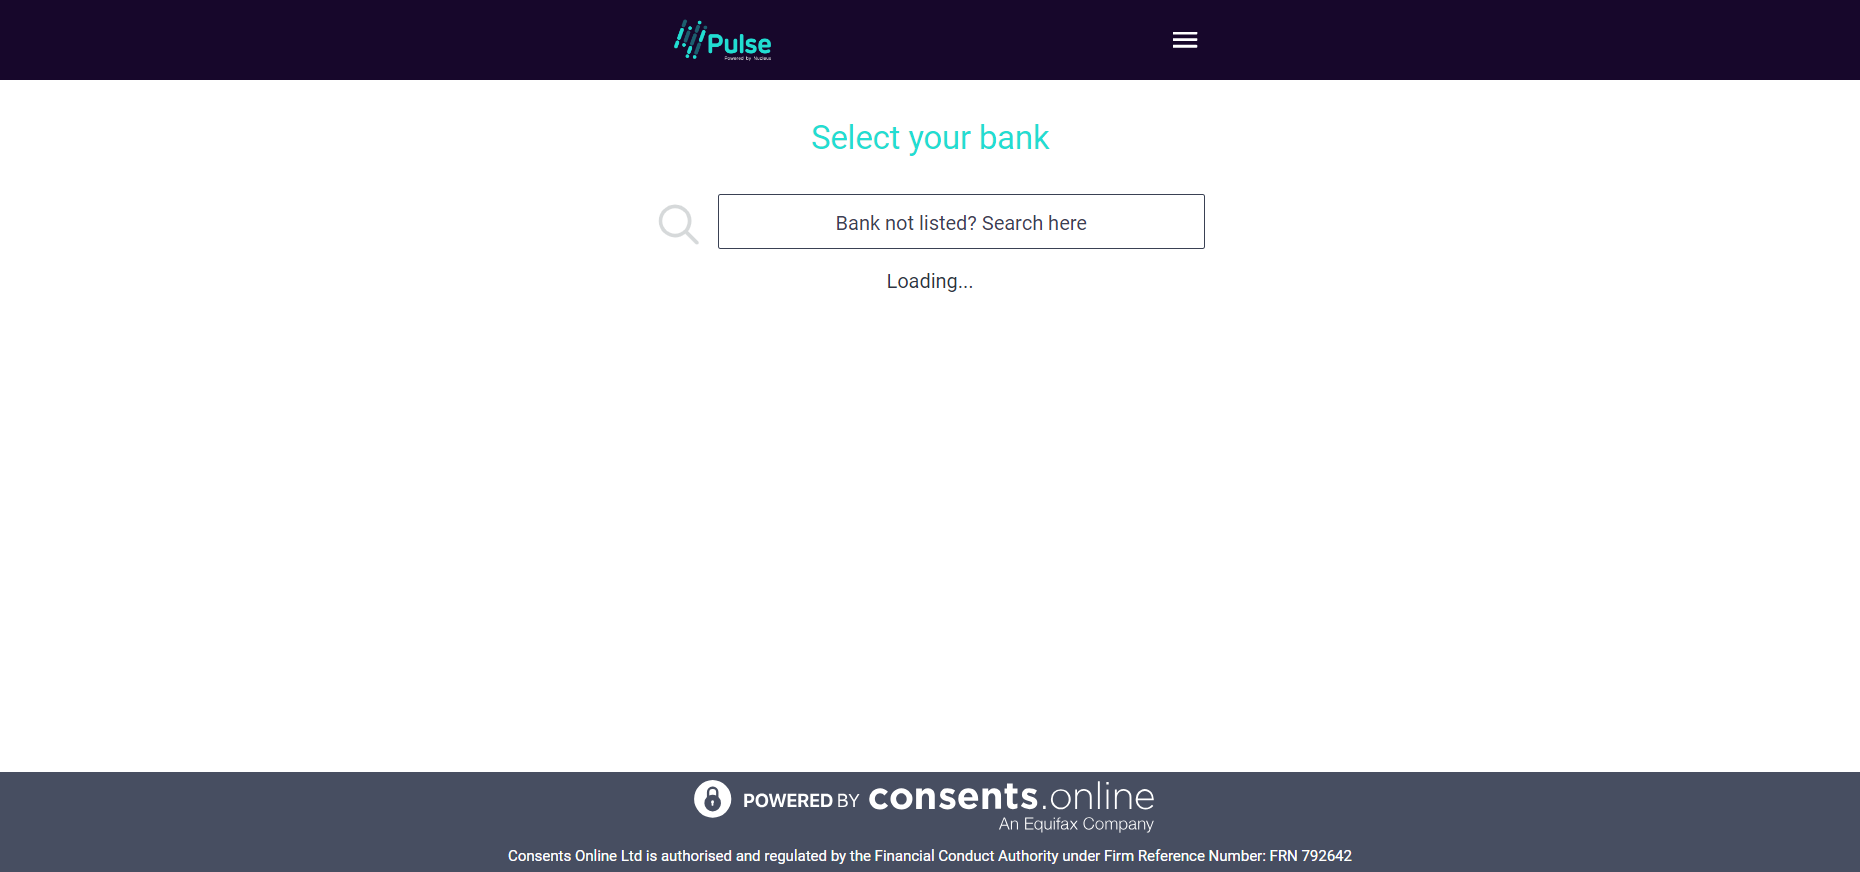 Pulse
Powered by Nucleus
Select your bank
Bank not listed? Search here
Loading...
POWERED BY consents.online
An Equifax Company
Consents Online Ltd is authorised and regulated by the Financial Conduct Authority under Firm Reference Number: FRN 792642